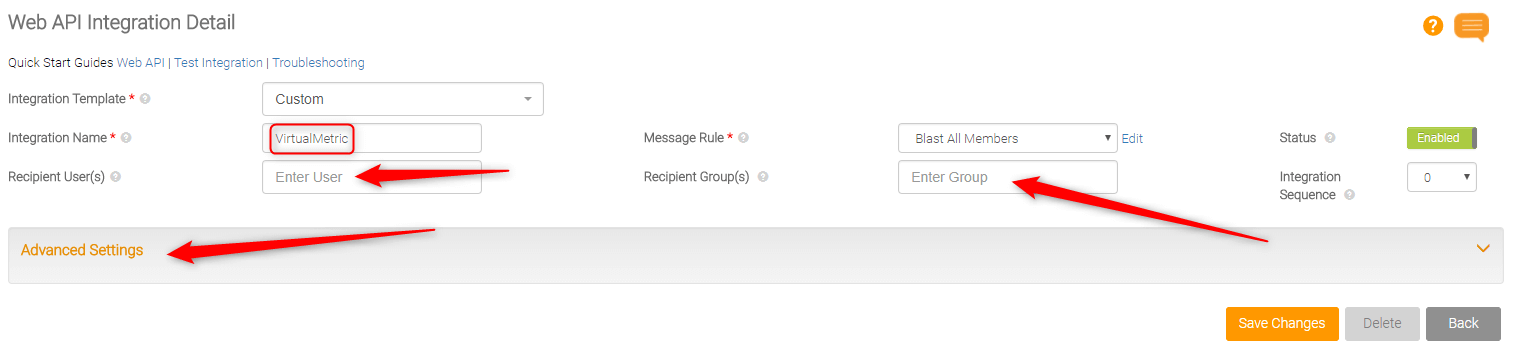 Web API Integration Detail
?
Quick Start Guides Web API | Test Integration | Troubleshooting
Integration Template * ? Custom
Integration Name * ? VirtualMetric Message Rule * ? Blast All Members Edit Status ? Enabled
Recipient User(s) ? Enter User Recipient Group(s) ? Enter Group Integration Sequence ? 0
Advanced Settings
Save Changes Delete Back